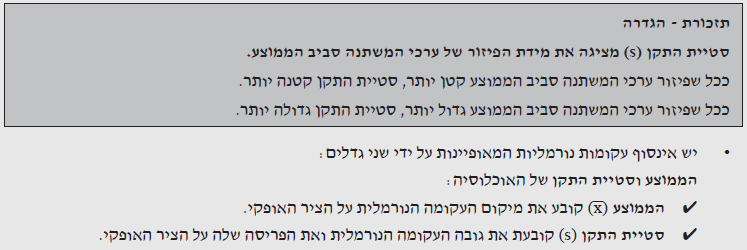 תזכורת - הגדרה
סטיית התקן (s) מציגה את מידת הפיזור של ערכי המשתנה סביב הממוצע.
ככל שפיזור ערכי המשתנה סביב הממוצע קטן יותר, סטיית התקן קטנה יותר.
ככל שפיזור ערכי המשתנה סביב הממוצע גדול יותר, סטיית התקן גדולה יותר.
• יש אינסוף עקומות נורמליות המאופיינות על ידי שני גדלים:
הממוצע וסטיית התקן של האוכלוסיה:
✔ הממוצע (x̅) קובע את מיקום העקומה הנורמלית על הציר האופקי.
✔ סטיית התקן (s) קובעת את גובה העקומה הנורמלית ואת הפריסה שלה על הציר האופקי.